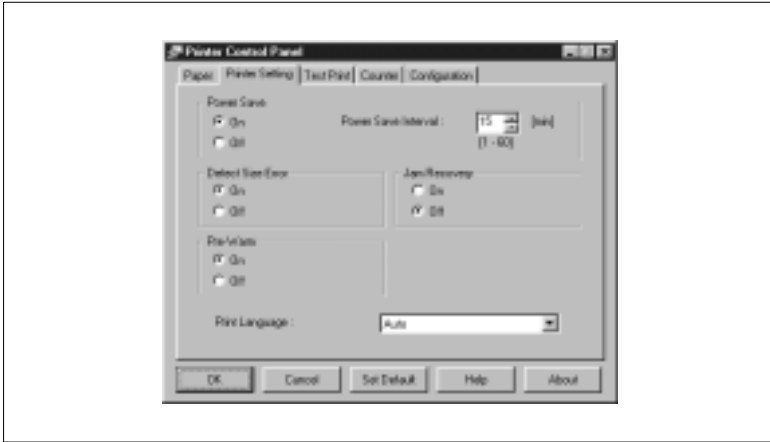 Printer Control Panel
Paper Printer Setting Test Print Counter Configuration
Power Save
On Power Save Interval : 15 [min]
Off [1 - 60]
Detect Size Error Jam Recovery
On On
Off Off
Pre-Warm
On
Off
Print Language : Auto
OK Cancel Set Default Help About